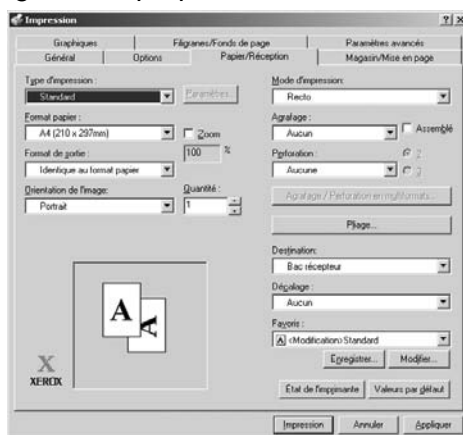 Impression
Graphiques Filigranes/Fonds de page Paramètres avancés
Général Options Papier/Réception Magasin/Mise en page
Type d'impression :
Standard
Paramètres...
Format papier :
A4 (210 x 297mm)
Zoom
100 %
Format de sortie :
Identique au format papier
Orientation de l'image:
Portrait
Quantité :
1
A
A
X
XEROX
Mode d'impression:
Recto
Agrafage :
Aucun
Assemblé
Perforation :
Aucune
2
3
Agrafage / Perforation en multiformats...
Pliage...
Destination:
Bac récepteur
Décalage :
Aucun
Favoris :
A <Modification> Standard
Enregistrer... Modifier...
État de l'imprimante Valeurs par défaut
Impression Annuler Appliquer